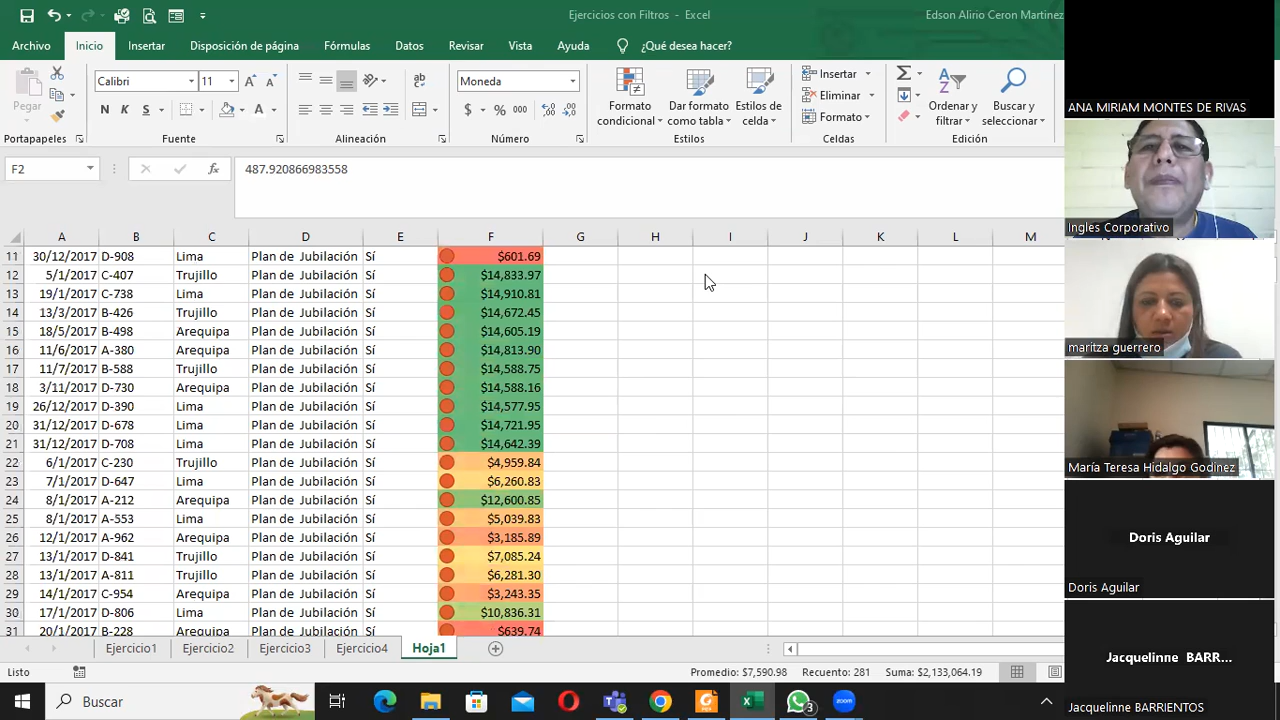 Ejercicios con Filtros - Excel
Edson Alirio Ceron Martinez
Archivo Inicio Insertar Disposición de página Fórmulas Datos Revisar Vista Ayuda ¿Qué desea hacer?
Pegar
Calibri 11
N K S
Moneda
$ % 000
Formato condicional
Dar formato como tabla
Estilos de celda
Insertar
Eliminar
Formato
Ordenar y filtrar
Buscar y seleccionar
Portapapeles Fuente Alineación Número Estilos Celdas Edición
F2 fx 487.920866983558
A B C D E F G H I J K L M
11 30/12/2017 D-908 Lima Plan de Jubilación Sí $601.69
12 5/1/2017 C-407 Trujillo Plan de Jubilación Sí $14,833.97
13 19/1/2017 C-738 Lima Plan de Jubilación Sí $14,910.81
14 13/3/2017 B-426 Trujillo Plan de Jubilación Sí $14,672.45
15 18/5/2017 B-498 Arequipa Plan de Jubilación Sí $14,605.19
16 11/6/2017 A-380 Arequipa Plan de Jubilación Sí $14,813.90
17 11/7/2017 B-588 Trujillo Plan de Jubilación Sí $14,588.75
18 3/11/2017 D-730 Arequipa Plan de Jubilación Sí $14,588.16
19 26/12/2017 D-390 Lima Plan de Jubilación Sí $14,577.95
20 31/12/2017 D-678 Lima Plan de Jubilación Sí $14,721.95
21 31/12/2017 D-708 Lima Plan de Jubilación Sí $14,642.39
22 6/1/2017 C-230 Trujillo Plan de Jubilación Sí $4,959.84
23 7/1/2017 D-647 Lima Plan de Jubilación Sí $6,260.83
24 8/1/2017 A-212 Arequipa Plan de Jubilación Sí $12,600.85
25 8/1/2017 A-553 Lima Plan de Jubilación Sí $5,039.83
26 12/1/2017 A-962 Arequipa Plan de Jubilación Sí $3,185.89
27 13/1/2017 D-841 Trujillo Plan de Jubilación Sí $7,085.24
28 13/1/2017 A-811 Trujillo Plan de Jubilación Sí $6,281.30
29 14/1/2017 C-954 Arequipa Plan de Jubilación Sí $3,243.35
30 17/1/2017 D-806 Lima Plan de Jubilación Sí $10,836.31
31 20/1/2017 B-228 Arequipa Plan de Jubilación Sí $639.74
Ejercicio1 Ejercicio2 Ejercicio3 Ejercicio4 Hoja1
Listo Promedio: $7,590.98 Recuento: 281 Suma: $2,133,064.19
Buscar
3
zoom
ANA MIRIAM MONTES DE RIVAS
Ingles Corporativo
maritza guerrero
María Teresa Hidalgo Godinez
Doris Aguilar
Doris Aguilar
Jacquelinne BARR...
Jacquelinne BARRIENTOS